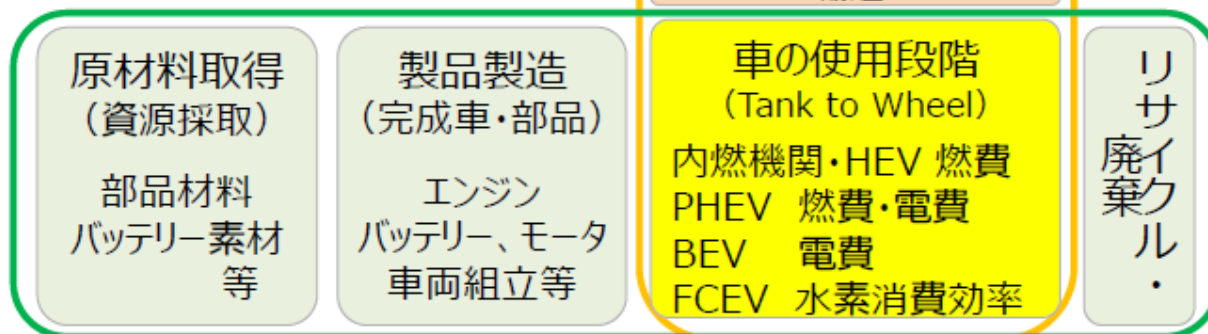 原材料取得
（資源採取）
部品材料
バッテリー素材
等
製品製造
（完成車・部品）
エンジン
バッテリー、モータ
車両組立等
車の使用段階
（Tank to Wheel）
内燃機関・HEV 燃費
PHEV 燃費・電費
BEV 電費
FCEV 水素消費効率
リサイクル・
廃棄